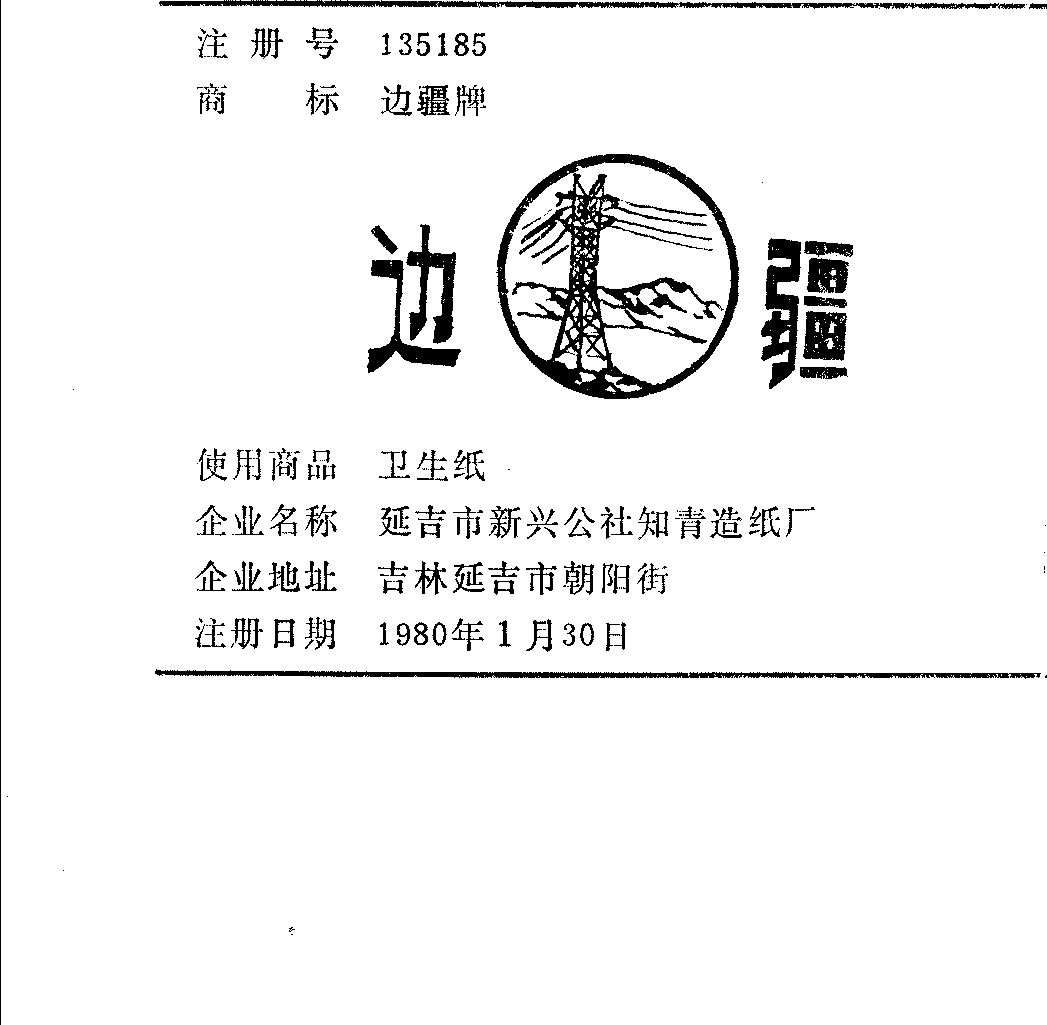 注册号 135185
商标 边疆牌
边疆
使用商品 卫生纸
企业名称 延吉市新兴公社知青造纸厂
企业地址 吉林延吉市朝阳街
注册日期 1980年1月30日